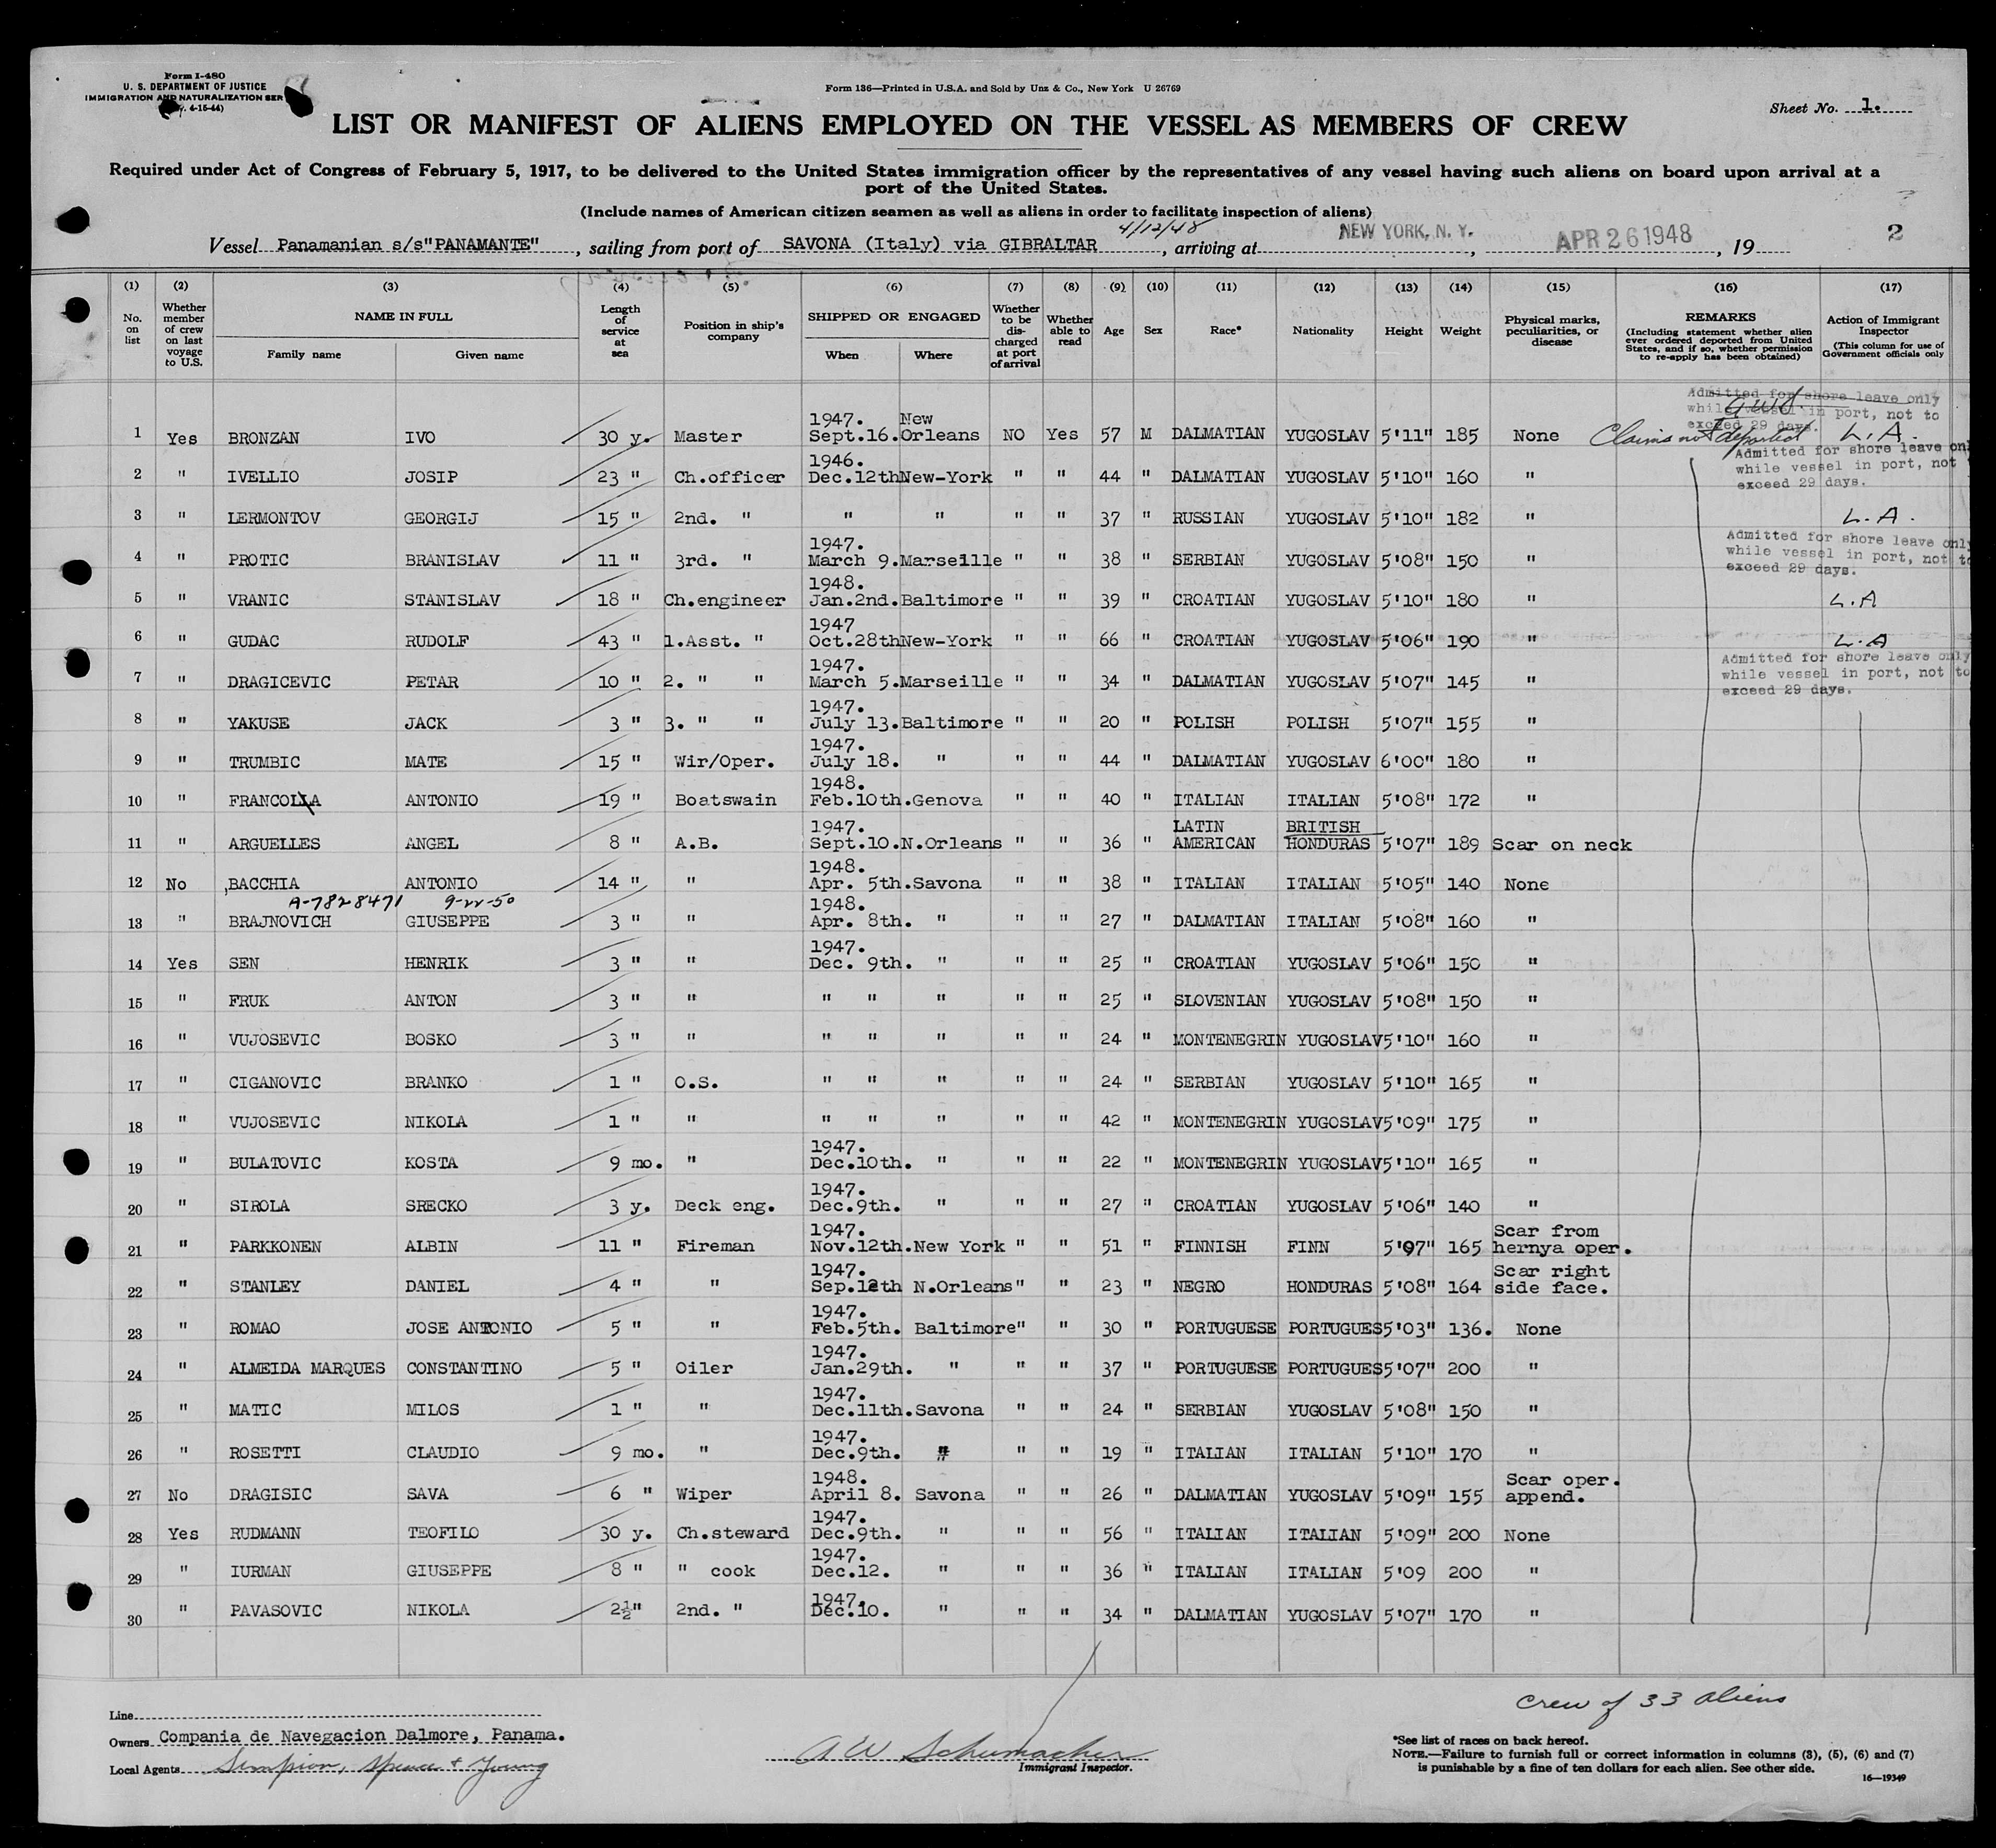 Form I-480
U. S. DEPARTMENT OF JUSTICE
IMMIGRATION AND NATURALIZATION SER
4-15-44)
Form 136—Printed in U.S.A. and Sold by Unz & Co., New York U 26769
Sheet No. 1.
LIST OR MANIFEST OF ALIENS EMPLOYED ON THE VESSEL AS MEMBERS OF CREW
Required under Act of Congress of February 5, 1917, to be delivered to the United States immigration officer by the representatives of any vessel having such aliens on board upon arrival at a
port of the United States.
(Include names of American citizen seamen as well as aliens in order to facilitate inspection of aliens)
4/12/48
Vessel Panamanian s/s"PANAMANTE", sailing from port of SAVONA (Italy) via GIBRALTAR, arriving at NEW YORK, N. Y., APR 26 1948, 19 2
(1) (2) (3) (4) (5) (6) (7) (8) (9) (10) (11) (12) (13) (14) (15) (16) (17)
No. on list
Whether member of crew on last voyage to U.S.
NAME IN FULL
Family name Given name
Length of service at sea
Position in ship's company
SHIPPED OR ENGAGED
When Where
Whether to be discharged at port of arrival
Whether able to read
Age
Sex
Race*
Nationality
Height
Weight
Physical marks, peculiarities, or disease
REMARKS
(Including statement whether alien ever ordered deported from United States, and if so, whether permission to re-apply has been obtained)
Action of Immigrant Inspector
(This column for use of Government officials only
Admitted for shore leave only
while vessel in port, not to
exceed 29 days.
1 Yes BRONZAN IVO 30 y. Master 1947. Sept.16. New Orleans NO Yes 57 M DALMATIAN YUGOSLAV 5'11" 185 None Claims not deported L.A.
Admitted for shore leave only
while vessel in port, not
exceed 29 days.
2 " IVELLIO JOSIP 23 " Ch.officer 1946. Dec.12th New-York " " 44 " DALMATIAN YUGOSLAV 5'10" 160 "
3 " LERMONTOV GEORGIJ 15 " 2nd. " " " " " 37 " RUSSIAN YUGOSLAV 5'10" 182 " L.A.
Admitted for shore leave only
while vessel in port, not to
exceed 29 days.
4 " PROTIC BRANISLAV 11 " 3rd. " 1947. March 9. Marseille " " 38 " SERBIAN YUGOSLAV 5'08" 150 "
5 " VRANIC STANISLAV 18 " Ch.engineer 1948. Jan.2nd. Baltimore " " 39 " CROATIAN YUGOSLAV 5'10" 180 " L.A
6 " GUDAC RUDOLF 43 " 1.Asst. " 1947 Oct.28th New-York " " 66 " CROATIAN YUGOSLAV 5'06" 190 " L.A
Admitted for shore leave only
while vessel in port, not to
exceed 29 days.
7 " DRAGICEVIC PETAR 10 " 2. " " 1947. March 5. Marseille " " 34 " DALMATIAN YUGOSLAV 5'07" 145 "
8 " YAKUSE JACK 3 " 3. " " 1947. July 13. Baltimore " " 20 " POLISH POLISH 5'07" 155 "
9 " TRUMBIC MATE 15 " Wir/Oper. 1947. July 18. " " " 44 " DALMATIAN YUGOSLAV 6'00" 180 "
10 " FRANCOLLA ANTONIO 19 " Boatswain 1948. Feb.10th. Genova " " 40 " ITALIAN ITALIAN 5'08" 172 "
11 " ARGUELLES ANGEL 8 " A.B. 1947. Sept.10. N.Orleans " " 36 " LATIN AMERICAN BRITISH HONDURAS 5'07" 189 Scar on neck
12 No BACCHIA ANTONIO 14 " " 1948. Apr. 5th. Savona " " 38 " ITALIAN ITALIAN 5'05" 140 None
A-7828471 9-22-50
13 " BRAJNOVICH GIUSEPPE 3 " " 1948. Apr. 8th. " " " 27 " DALMATIAN ITALIAN 5'08" 160 "
14 Yes SEN HENRIK 3 " " 1947. Dec. 9th. " " " 25 " CROATIAN YUGOSLAV 5'06" 150 "
15 " FRUK ANTON 3 " " " " " " " 25 " SLOVENIAN YUGOSLAV 5'08" 150 "
16 " VUJOSEVIC BOSKO 3 " " " " " " " 24 " MONTENEGRIN YUGOSLAV 5'10" 160 "
17 " CIGANOVIC BRANKO 1 " O.S. " " " " " 24 " SERBIAN YUGOSLAV 5'10" 165 "
18 " VUJOSEVIC NIKOLA 1 " " " " " " " 42 " MONTENEGRIN YUGOSLAV 5'09" 175 "
19 " BULATOVIC KOSTA 9 mo. " 1947. Dec.10th. " " " 22 " MONTENEGRIN YUGOSLAV 5'10" 165 "
20 " SIROLA SRECKO 3 y. Deck eng. 1947. Dec.9th. " " " 27 " CROATIAN YUGOSLAV 5'06" 140 "
21 " PARKKONEN ALBIN 11 " Fireman 1947. Nov.12th. New York " " 51 " FINNISH FINN 5'07" 165 Scar from hernya oper.
22 " STANLEY DANIEL 4 " " 1947. Sep.12th N.Orleans " " 23 " NEGRO HONDURAS 5'08" 164 Scar right side face.
23 " ROMAO JOSE ANTONIO 5 " " 1947. Feb.5th. Baltimore " " 30 " PORTUGUESE PORTUGUES 5'03" 136. None
24 " ALMEIDA MARQUES CONSTANTINO 5 " Oiler 1947. Jan.29th. " " " 37 " PORTUGUESE PORTUGUES 5'07" 200 "
25 " MATIC MILOS 1 " " 1947. Dec.11th. Savona " " 24 " SERBIAN YUGOSLAV 5'08" 150 "
26 " ROSETTI CLAUDIO 9 mo. " 1947. Dec.9th. " " " 19 " ITALIAN ITALIAN 5'10" 170 "
27 No DRAGISIC SAVA 6 " Wiper 1948. April 8. Savona " " 26 " DALMATIAN YUGOSLAV 5'09" 155 Scar oper. append.
28 Yes RUDMANN TEOFILO 30 y. Ch.steward 1947. Dec.9th. " " " 56 " ITALIAN ITALIAN 5'09" 200 None
29 " IURMAN GIUSEPPE 8 " " cook 1947. Dec.12. " " " 36 " ITALIAN ITALIAN 5'09 200 "
30 " PAVASOVIC NIKOLA 2½" 2nd. " 1947. Dec.10. " " " 34 " DALMATIAN YUGOSLAV 5'07" 170 "
crew of 33 aliens
Line
Owners Compania de Navegacion Dalmore, Panama.
Local Agents Simpson, Spence & Young
A W Schumacher
Immigrant Inspector.
*See list of races on back hereof.
NOTE.—Failure to furnish full or correct information in columns (3), (5), (6) and (7)
is punishable by a fine of ten dollars for each alien. See other side.
16—19349